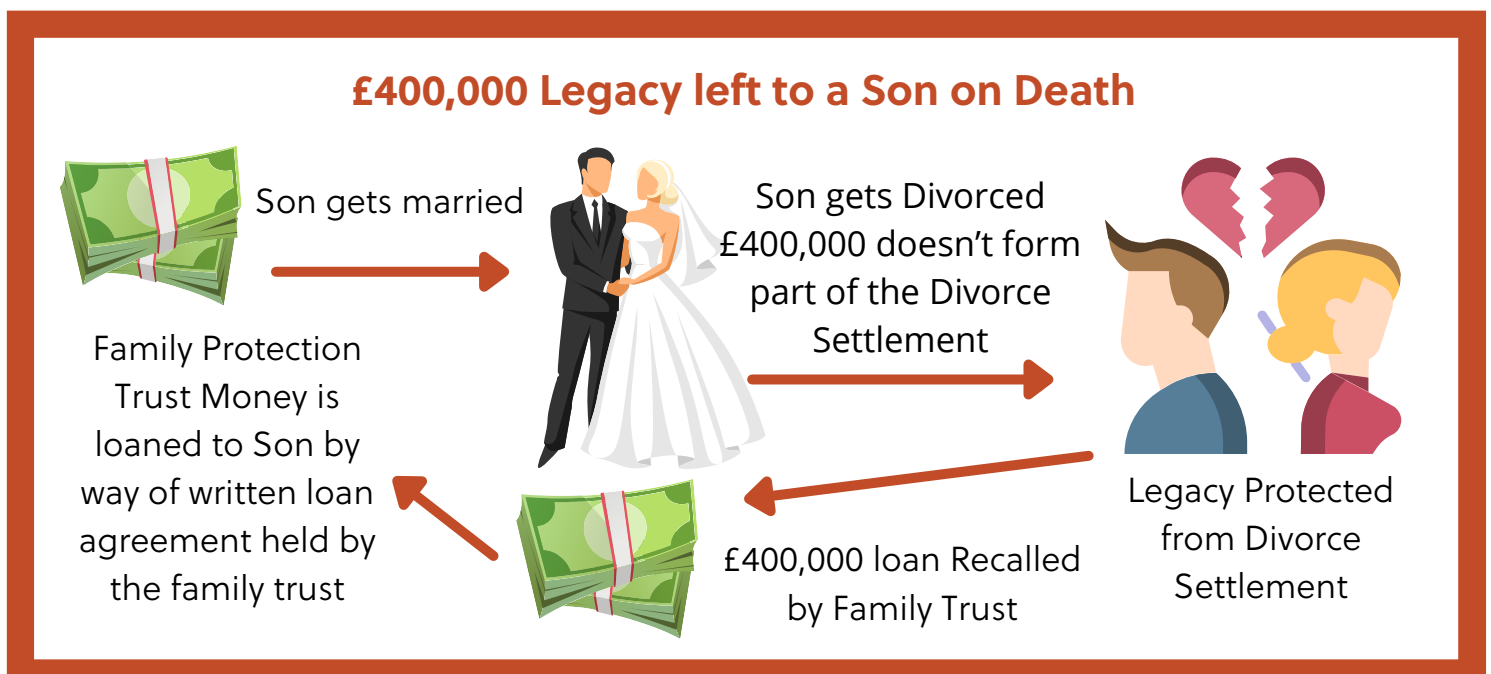 £400,000 Legacy left to a Son on Death
Son gets married
Son gets Divorced
£400,000 doesn’t form
part of the Divorce
Settlement
Family Protection
Trust Money is
loaned to Son by
way of written loan
agreement held by
the family trust
Legacy Protected
from Divorce
Settlement
£400,000 loan Recalled
by Family Trust